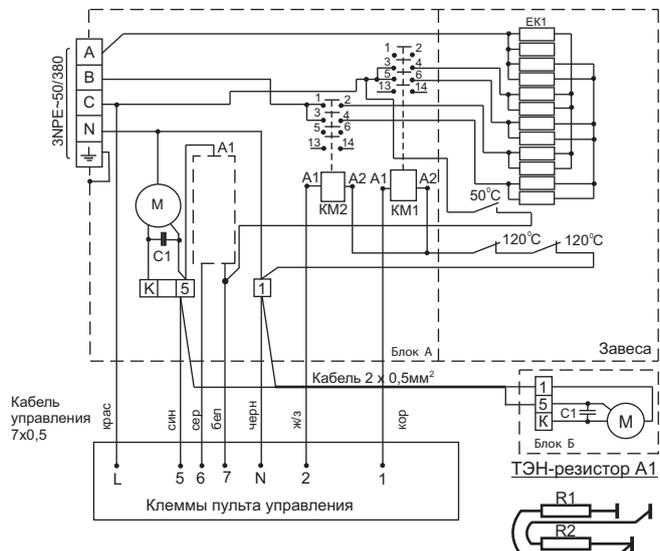 3NPE~50/380
A
B
C
N
A1
M
C1
K 5
1
1 2
3 4
5 6
13 14
1 2
3 4
5 6
13 14
A1 A2
KM2
A1 A2
KM1
EK1
50°C
120°C 120°C
Блок А
Завеса
Кабель 2 x 0,5мм²
Кабель
управления
7x0,5
крас
син
сер
бел
черн
ж/з
кор
L 5 6 7 N 2 1
Клеммы пульта управления
1
5
К
C1
M
Блок Б
ТЭН-резистор А1
R1
R2